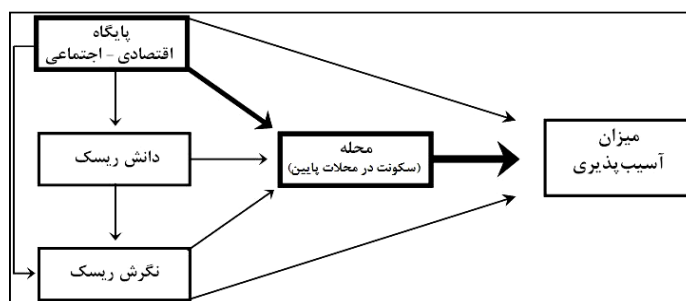 پایگاه
اقتصادی - اجتماعی
دانش ریسک
نگرش ریسک
محله
(سکونت در محلات پایین)
میزان
آسیب‌پذیری